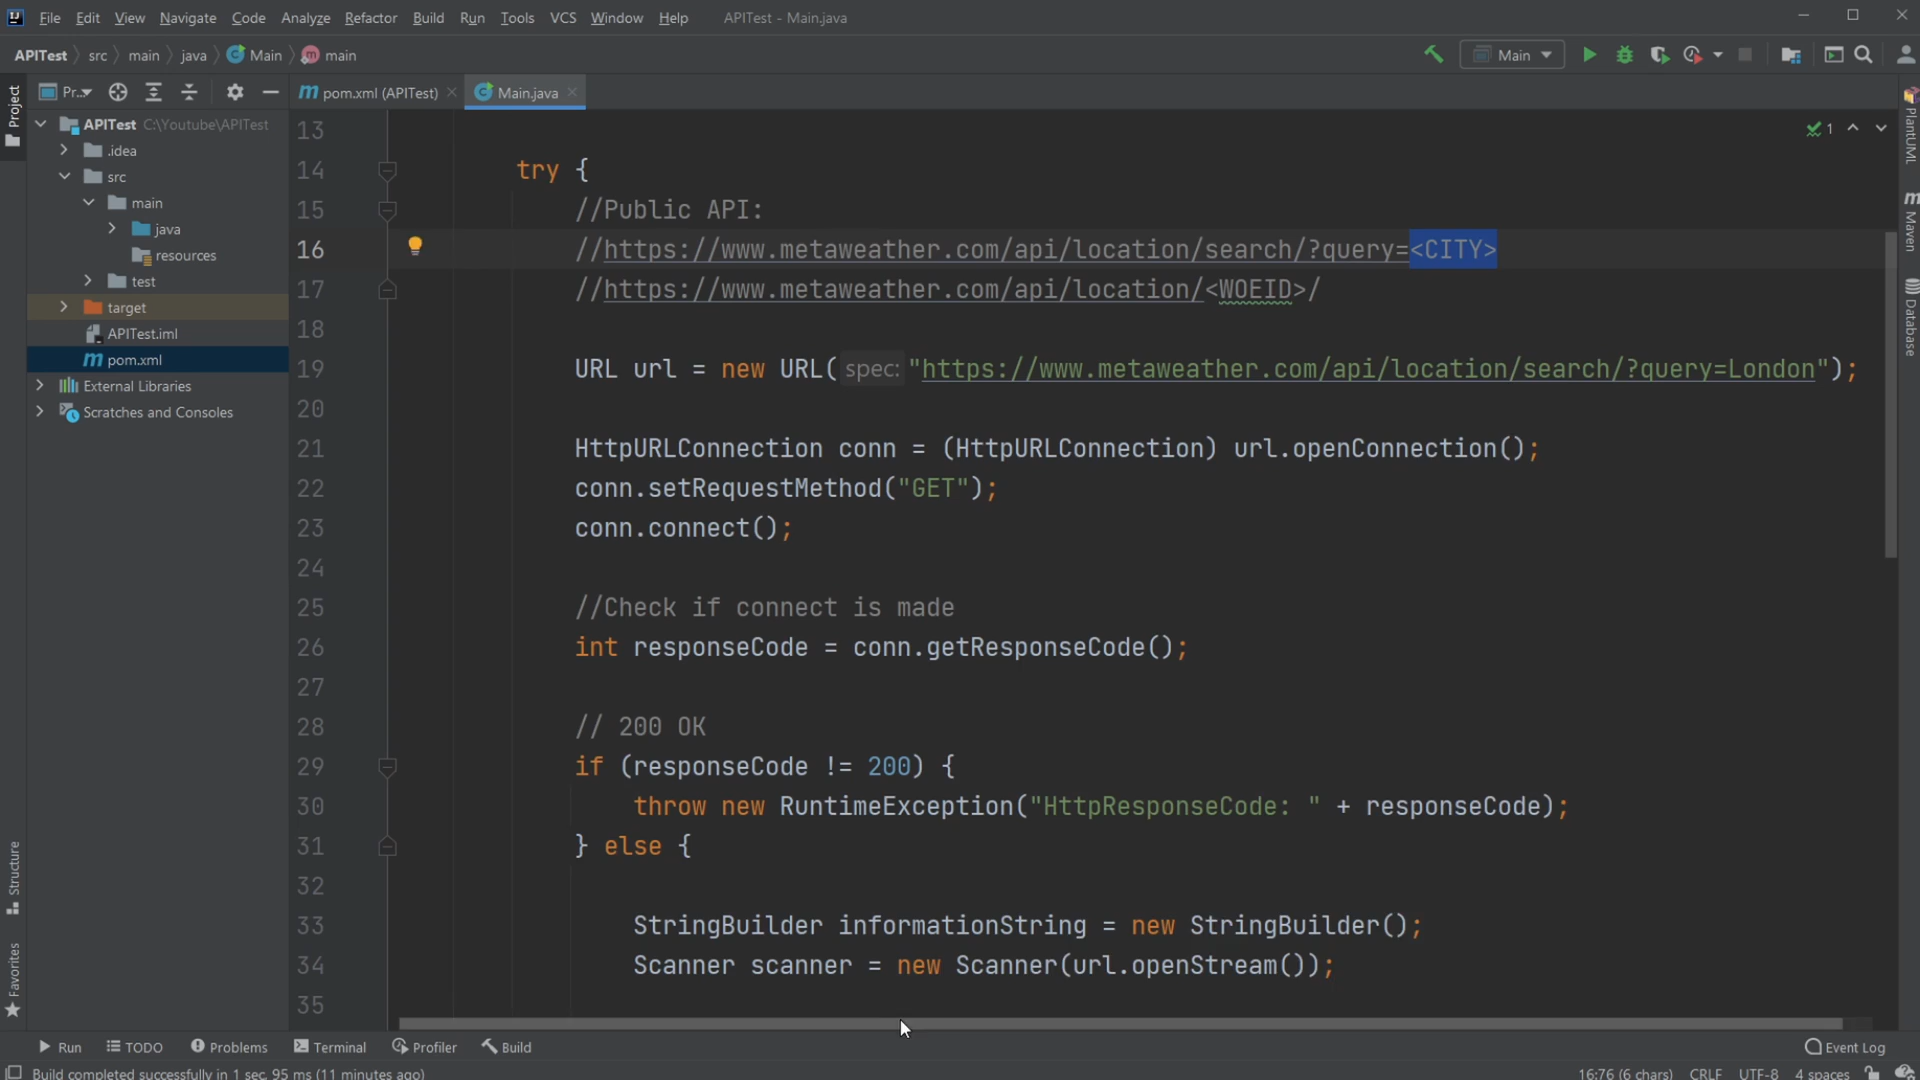 File Edit View Navigate Code Analyze Refactor Build Run Tools VCS Window Help APITest - Main.java
APITest src main java Main main Main
Project Pr... pom.xml (APITest) Main.java
APITest C:\Youtube\APITest
.idea
src
main
java
resources
test
target
APITest.iml
pom.xml
External Libraries
Scratches and Consoles
Structure
Favorites
13
14 try {
15 //Public API:
16 //https://www.metaweather.com/api/location/search/?query=<CITY>
17 //https://www.metaweather.com/api/location/<WOEID>/
18
19 URL url = new URL( spec: "https://www.metaweather.com/api/location/search/?query=London");
20
21 HttpURLConnection conn = (HttpURLConnection) url.openConnection();
22 conn.setRequestMethod("GET");
23 conn.connect();
24
25 //Check if connect is made
26 int responseCode = conn.getResponseCode();
27
28 // 200 OK
29 if (responseCode != 200) {
30 throw new RuntimeException("HttpResponseCode: " + responseCode);
31 } else {
32
33 StringBuilder informationString = new StringBuilder();
34 Scanner scanner = new Scanner(url.openStream());
35
1
PlantUML
Maven
Database
Run TODO Problems Terminal Profiler Build Event Log
Build completed successfully in 1 sec, 95 ms (11 minutes ago) 16:76 (6 chars) CRLF UTF-8 4 spaces